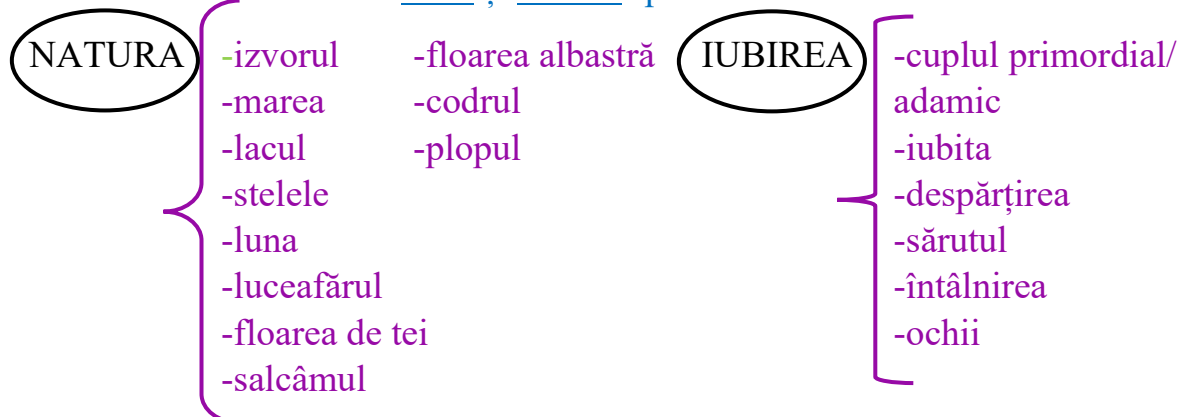 NATURA
-izvorul
-marea
-lacul
-stelele
-luna
-luceafărul
-floarea de tei
-salcâmul
-floarea albastră
-codrul
-plopul
IUBIREA
-cuplul primordial/
adamic
-iubita
-despărțirea
-sărutul
-întâlnirea
-ochii